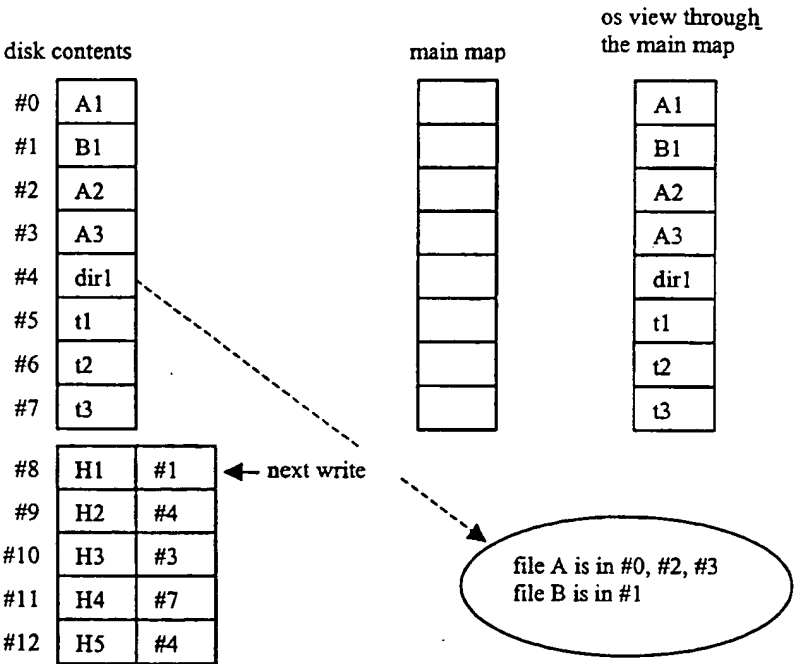 os view through
the main map
disk contents
main map
#0 A1 A1
#1 B1 B1
#2 A2 A2
#3 A3 A3
#4 dir1 dir1
#5 t1 t1
#6 t2 t2
#7 t3 t3
#8 H1 #1 next write
#9 H2 #4
#10 H3 #3
#11 H4 #7
#12 H5 #4
file A is in #0, #2, #3
file B is in #1